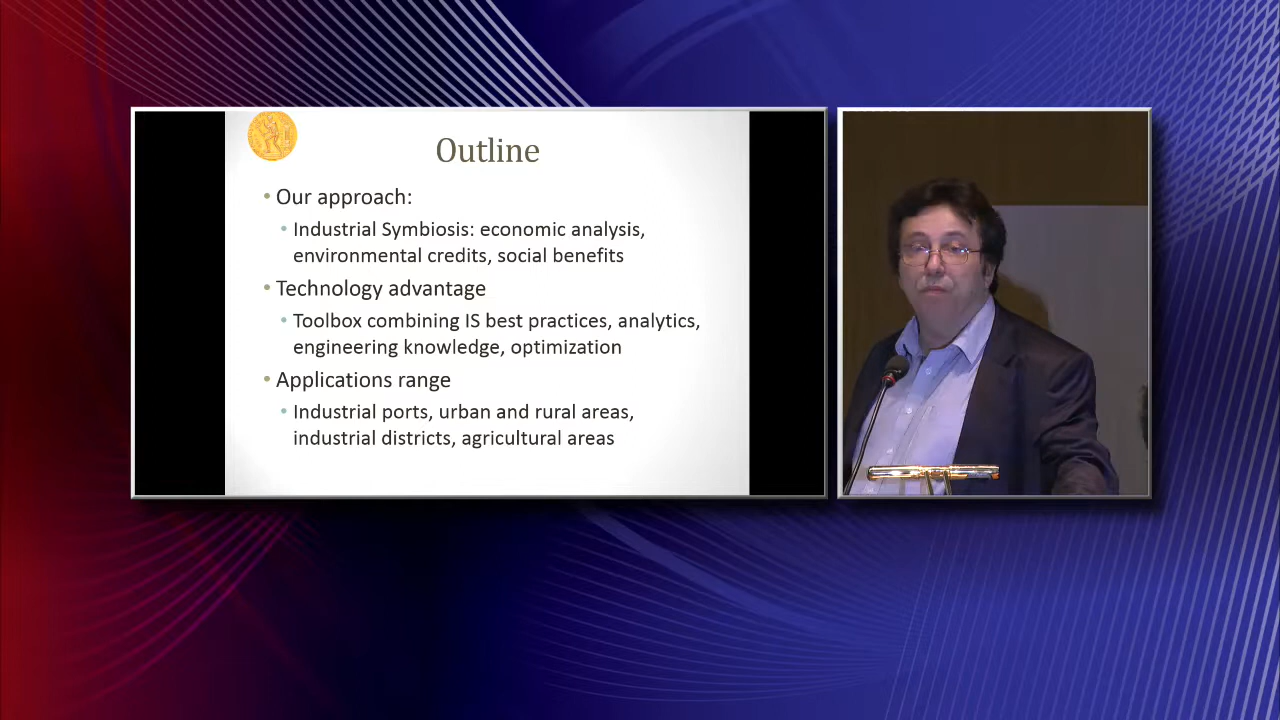 Outline
• Our approach:
• Industrial Symbiosis: economic analysis,
environmental credits, social benefits
• Technology advantage
• Toolbox combining IS best practices, analytics,
engineering knowledge, optimization
• Applications range
• Industrial ports, urban and rural areas,
industrial districts, agricultural areas